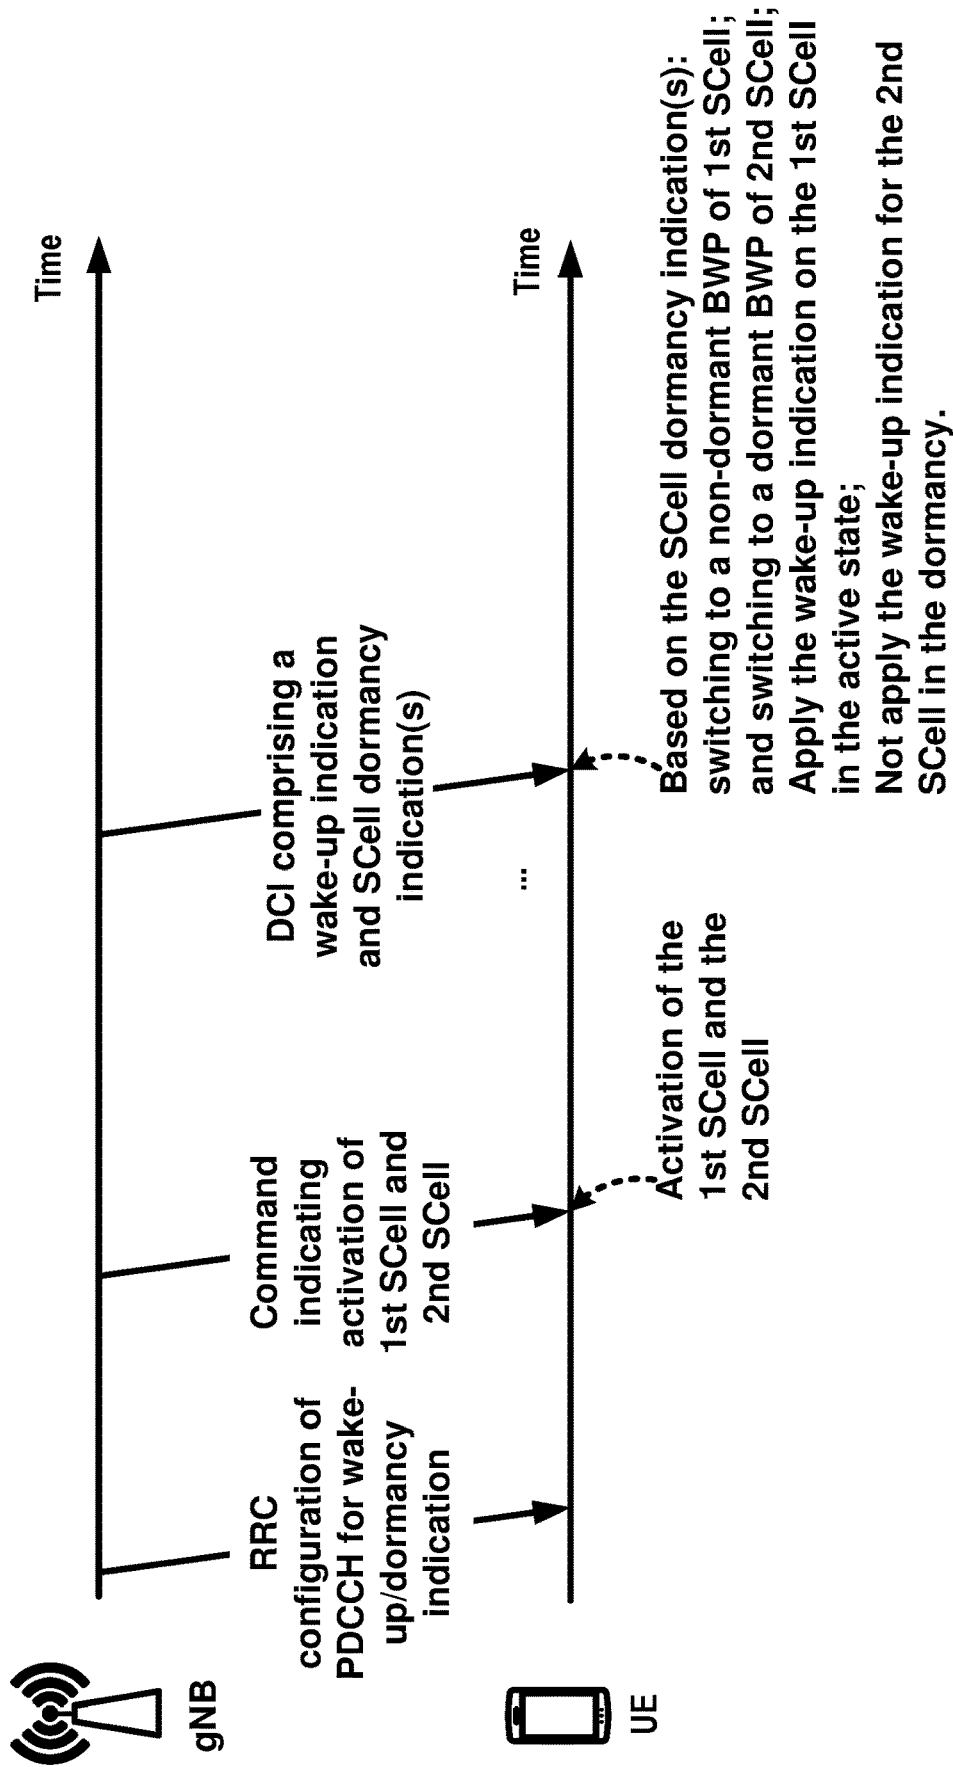 gNB
Time
RRC
configuration of
PDCCH for wake-
up/dormancy
indication
Command
indicating
activation of
1st SCell and
2nd SCell
DCI comprising a
wake-up indication
and SCell dormancy
indication(s)
...
UE
Time
Activation of the
1st SCell and the
2nd SCell
Based on the SCell dormancy indication(s):
switching to a non-dormant BWP of 1st SCell;
and switching to a dormant BWP of 2nd SCell;
Apply the wake-up indication on the 1st SCell
in the active state;
Not apply the wake-up indication for the 2nd
SCell in the dormancy.